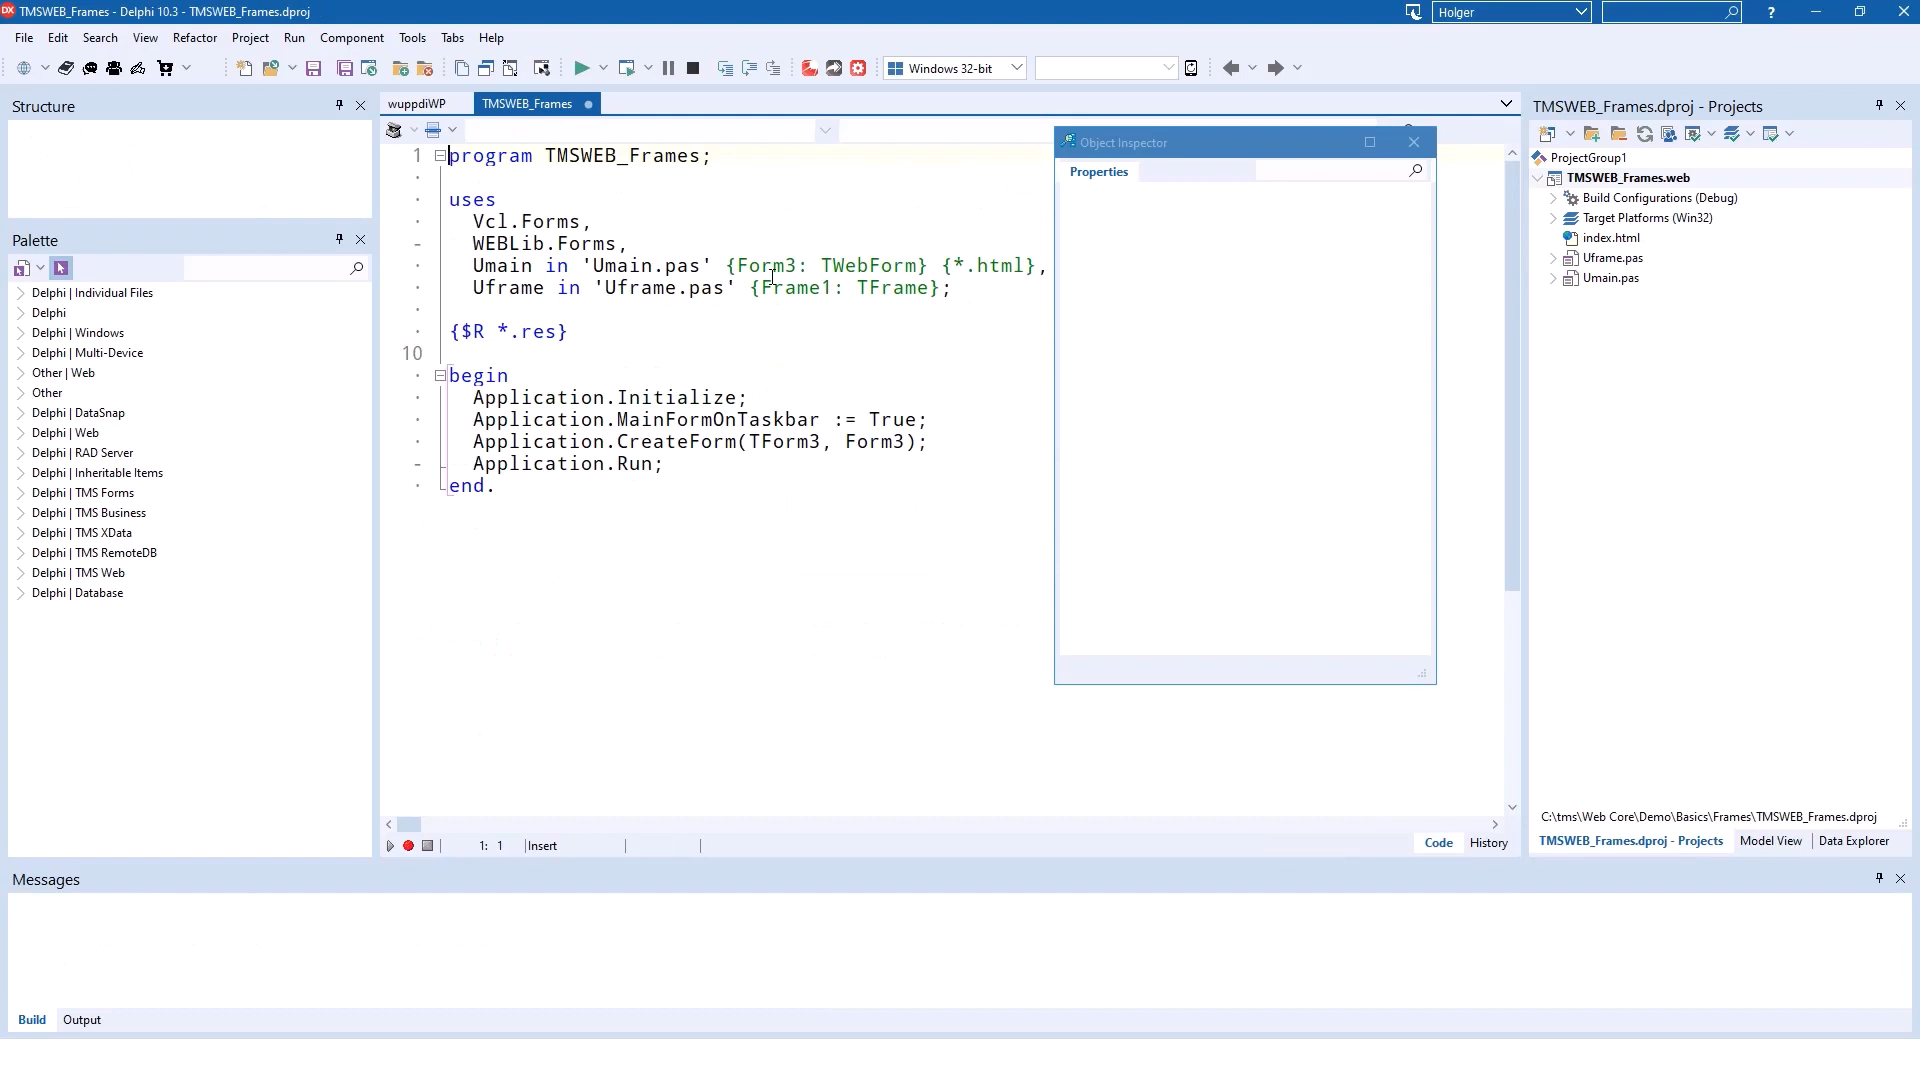 TMSWEB_Frames - Delphi 10.3 - TMSWEB_Frames.dproj
Holger
?
File Edit Search View Refactor Project Run Component Tools Tabs Help
Windows 32-bit
Structure
Palette
Delphi | Individual Files
Delphi
Delphi | Windows
Delphi | Multi-Device
Other | Web
Other
Delphi | DataSnap
Delphi | Web
Delphi | RAD Server
Delphi | Inheritable Items
Delphi | TMS Forms
Delphi | TMS Business
Delphi | TMS XData
Delphi | TMS RemoteDB
Delphi | TMS Web
Delphi | Database
wuppdiWP TMSWEB_Frames
1 program TMSWEB_Frames;
uses
Vcl.Forms,
WEBLib.Forms,
Umain in 'Umain.pas' {Form3: TWebForm} {*.html},
Uframe in 'Uframe.pas' {Frame1: TFrame};
{$R *.res}
10
begin
Application.Initialize;
Application.MainFormOnTaskbar := True;
Application.CreateForm(TForm3, Form3);
Application.Run;
end.
1: 1 Insert
Code History
Object Inspector
Properties
TMSWEB_Frames.dproj - Projects
ProjectGroup1
TMSWEB_Frames.web
Build Configurations (Debug)
Target Platforms (Win32)
index.html
Uframe.pas
Umain.pas
C:\tms\Web Core\Demo\Basics\Frames\TMSWEB_Frames.dproj
TMSWEB_Frames.dproj - Projects Model View Data Explorer
Messages
Build Output